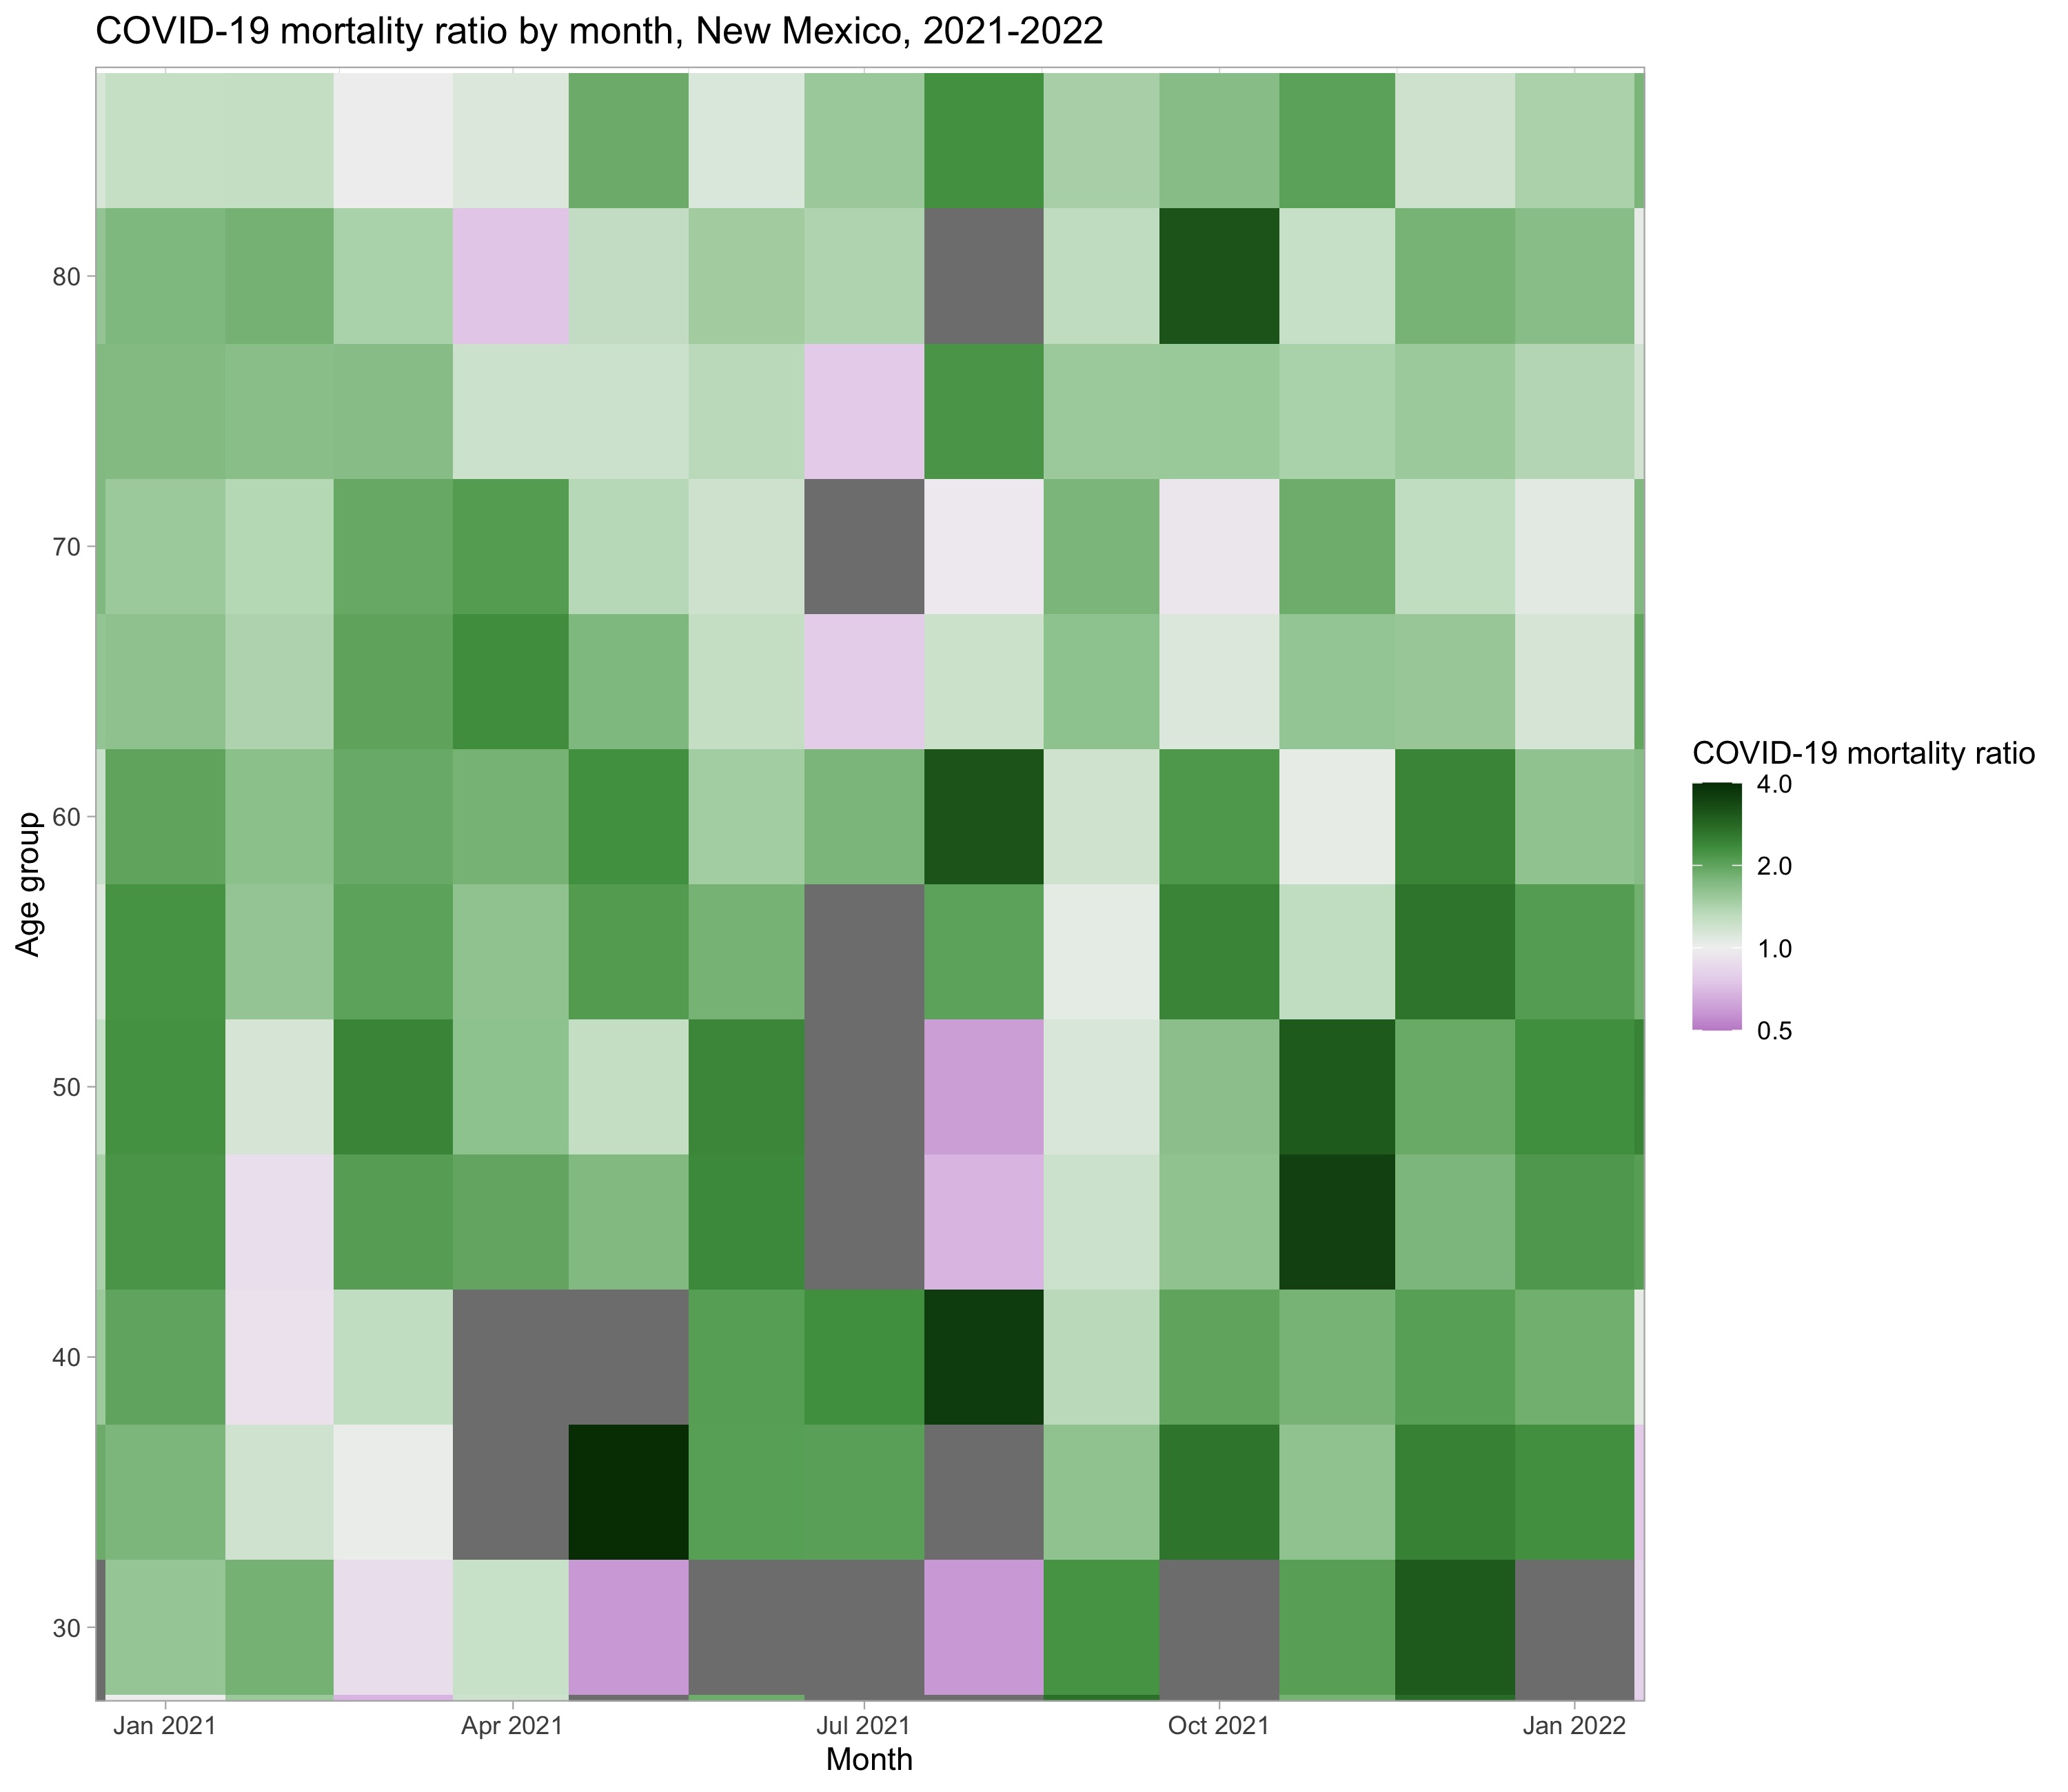 COVID-19 mortality ratio by month, New Mexico, 2021-2022
80
70
60
50
40
30
Age group
Jan 2021
Apr 2021
Jul 2021
Oct 2021
Jan 2022
Month
COVID-19 mortality ratio
4.0
2.0
1.0
0.5